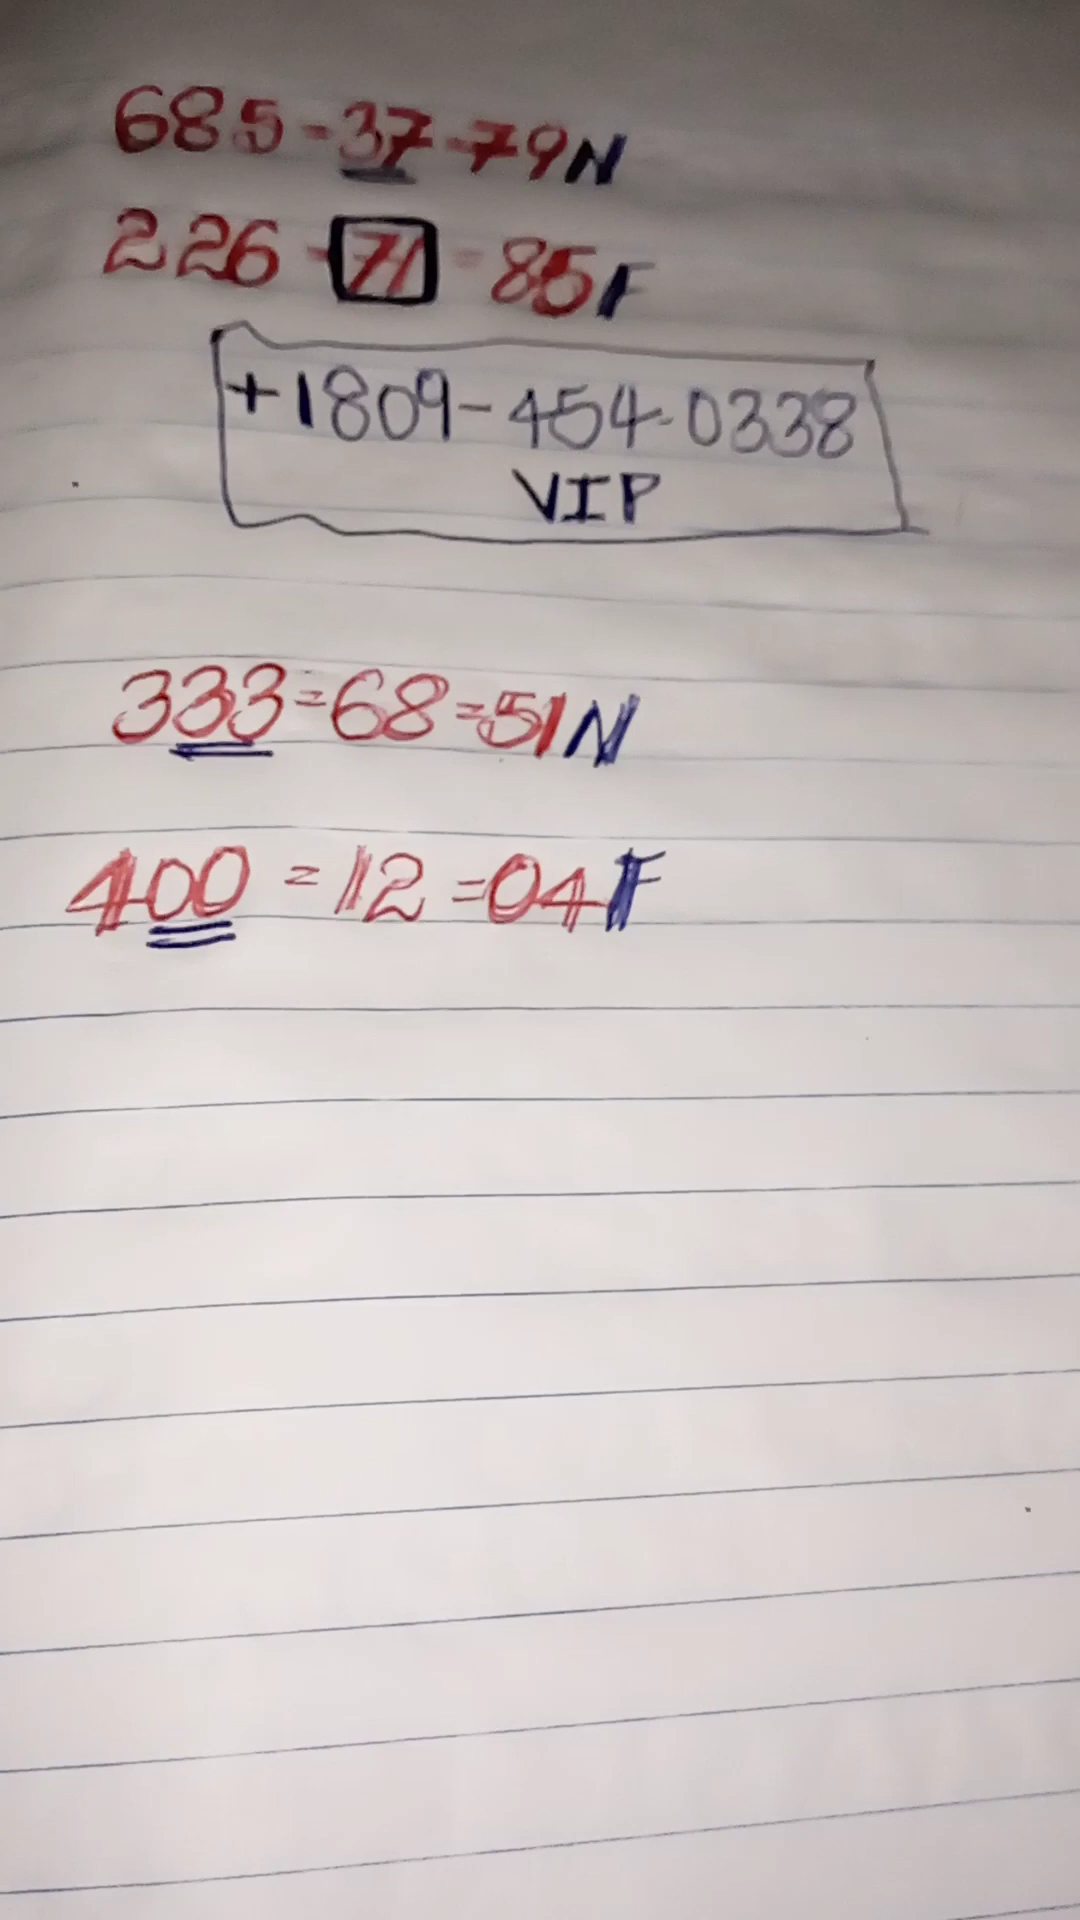 685-37-79N
226-71-85F
+1809-454-0338
VIP
333=68=51N
400=12=04F